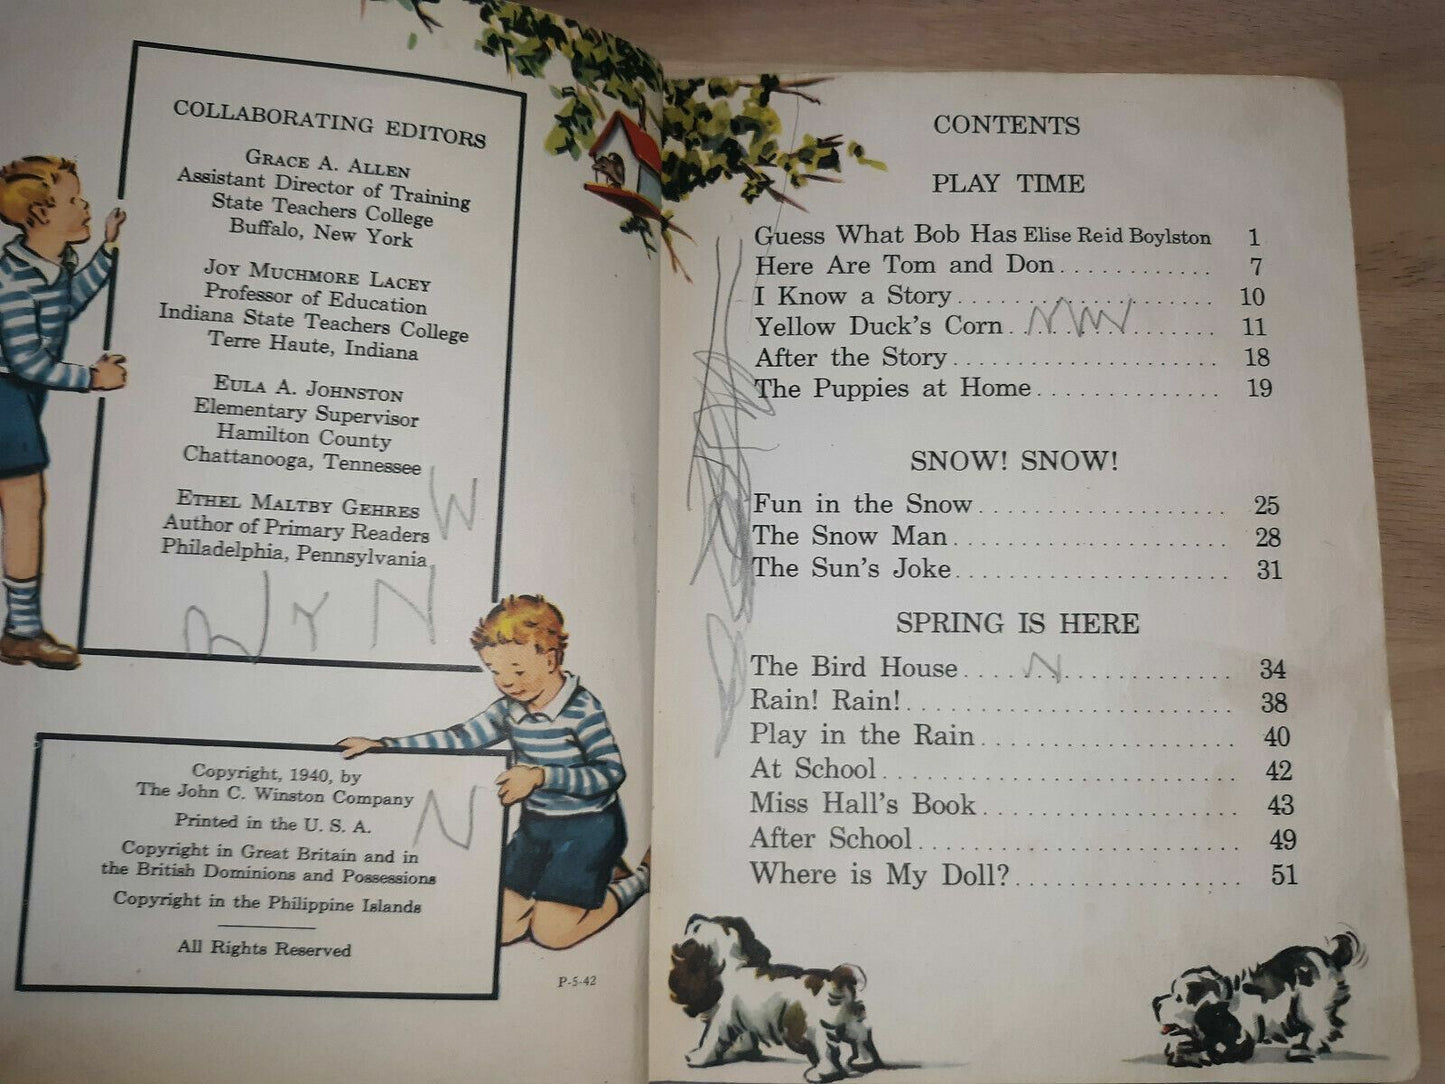 COLLABORATING EDITORS
GRACE A. ALLEN
Assistant Director of Training
State Teachers College
Buffalo, New York
JOY MUCHMORE LACEY
Professor of Education
Indiana State Teachers College
Terre Haute, Indiana
EULA A. JOHNSTON
Elementary Supervisor
Hamilton County
Chattanooga, Tennessee
ETHEL MALTBY GEHRES
Author of Primary Readers
Philadelphia, Pennsylvania
Copyright, 1940, by
The John C. Winston Company
Printed in the U. S. A.
Copyright in Great Britain and in
the British Dominions and Possessions
Copyright in the Philippine Islands
All Rights Reserved
P-5-42
CONTENTS
PLAY TIME
Guess What Bob Has Elise Reid Boylston 1
Here Are Tom and Don . . . . . . . . . . . . 7
I Know a Story . . . . . . . . . . . . . . . . . . . 10
Yellow Duck's Corn . . . . . . . . . . . . . . . 11
After the Story . . . . . . . . . . . . . . . . . . . 18
The Puppies at Home . . . . . . . . . . . . . 19
SNOW! SNOW!
Fun in the Snow . . . . . . . . . . . . . . . . . . 25
The Snow Man . . . . . . . . . . . . . . . . . . . . 28
The Sun's Joke . . . . . . . . . . . . . . . . . . . . 31
SPRING IS HERE
The Bird House . . . . . . . . . . . . . . . . . . . 34
Rain! Rain! . . . . . . . . . . . . . . . . . . . . . . . 38
Play in the Rain . . . . . . . . . . . . . . . . . . 40
At School . . . . . . . . . . . . . . . . . . . . . . . . . 42
Miss Hall's Book . . . . . . . . . . . . . . . . . . 43
After School . . . . . . . . . . . . . . . . . . . . . . 49
Where is My Doll? . . . . . . . . . . . . . . . . 51